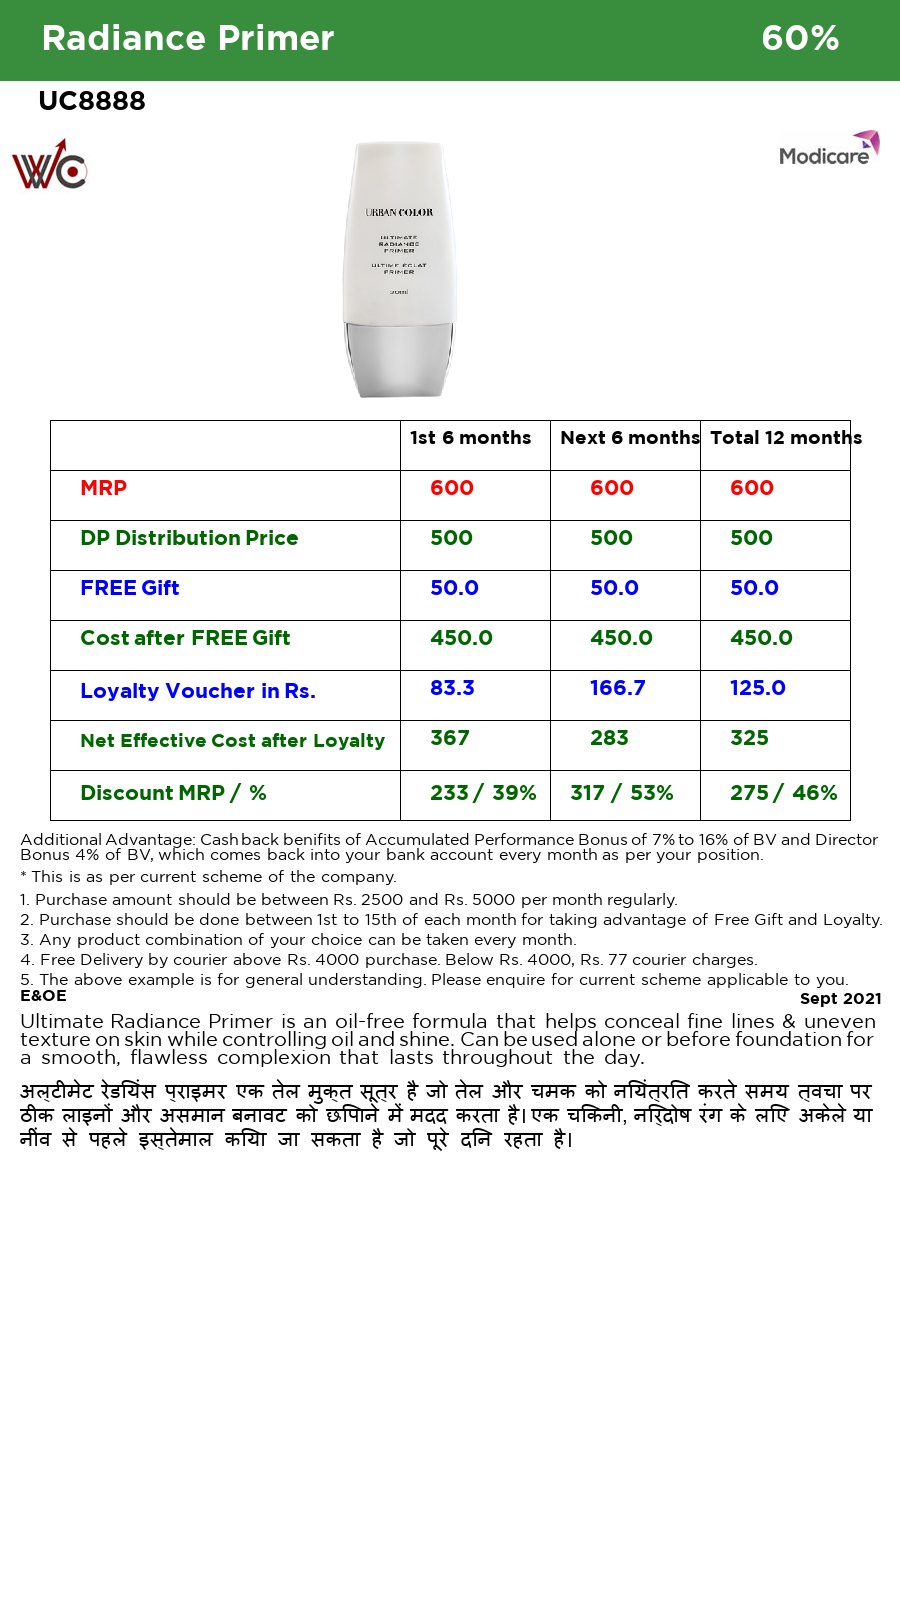 Radiance Primer 60%
UC8888
WC
Modicare
URBAN COLOR
ULTIMATE
RADIANCE
PRIMER
ULTIME ECLAT
PRIMER
30ml
1st 6 months Next 6 months Total 12 months
MRP 600 600 600
DP Distribution Price 500 500 500
FREE Gift 50.0 50.0 50.0
Cost after FREE Gift 450.0 450.0 450.0
Loyalty Voucher in Rs. 83.3 166.7 125.0
Net Effective Cost after Loyalty 367 283 325
Discount MRP / % 233 / 39% 317 / 53% 275 / 46%
Additional Advantage: Cashback benifits of Accumulated Performance Bonus of 7% to 16% of BV and Director
Bonus 4% of BV, which comes back into your bank account every month as per your position.
* This is as per current scheme of the company.
1. Purchase amount should be between Rs. 2500 and Rs. 5000 per month regularly.
2. Purchase should be done between 1st to 15th of each month for taking advantage of Free Gift and Loyalty.
3. Any product combination of your choice can be taken every month.
4. Free Delivery by courier above Rs. 4000 purchase. Below Rs. 4000, Rs. 77 courier charges.
5. The above example is for general understanding. Please enquire for current scheme applicable to you.
E&OE Sept 2021
Ultimate Radiance Primer is an oil-free formula that helps conceal fine lines & uneven
texture on skin while controlling oil and shine. Can be used alone or before foundation for
a smooth, flawless complexion that lasts throughout the day.
अल्टीमेट रेडियंस प्राइमर एक तेल मुक्त सूत्र है जो तेल और चमक को नियंत्रित करते समय त्वचा पर
ठीक लाइनों और असमान बनावट को छिपाने में मदद करता है। एक चिकनी, निर्दोष रंग के लिए अकेले या
नींव से पहले इस्तेमाल किया जा सकता है जो पूरे दिन रहता है।